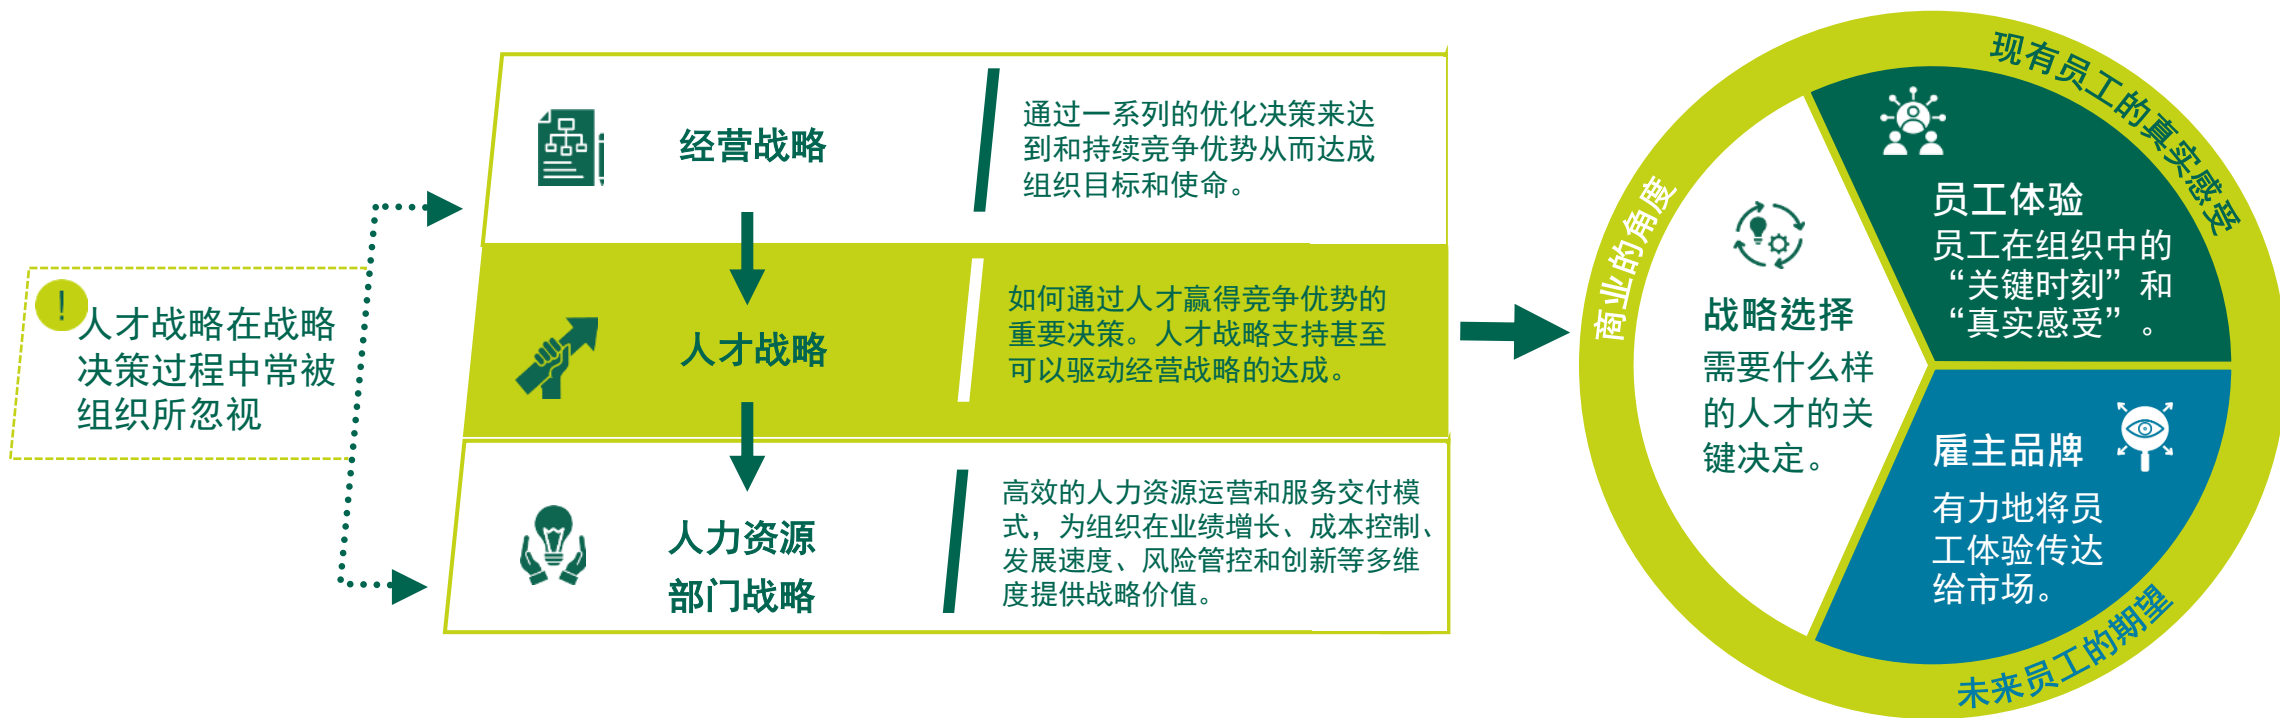 !
人才战略在战略
决策过程中常被
组织所忽视
经营战略
通过一系列的优化决策来达
到和持续竞争优势从而达成
组织目标和使命。
人才战略
如何通过人才赢得竞争优势的
重要决策。人才战略支持甚至
可以驱动经营战略的达成。
人力资源
部门战略
高效的人力资源运营和服务交付模
式，为组织在业绩增长、成本控制、
发展速度、风险管控和创新等多维
度提供战略价值。
商业的角度
战略选择
需要什么样
的人才的关
键决定。
现有员工的真实感受
员工体验
员工在组织中的
“关键时刻”和
“真实感受”。
雇主品牌
有力地将员
工体验传达
给市场。
未来员工的期望